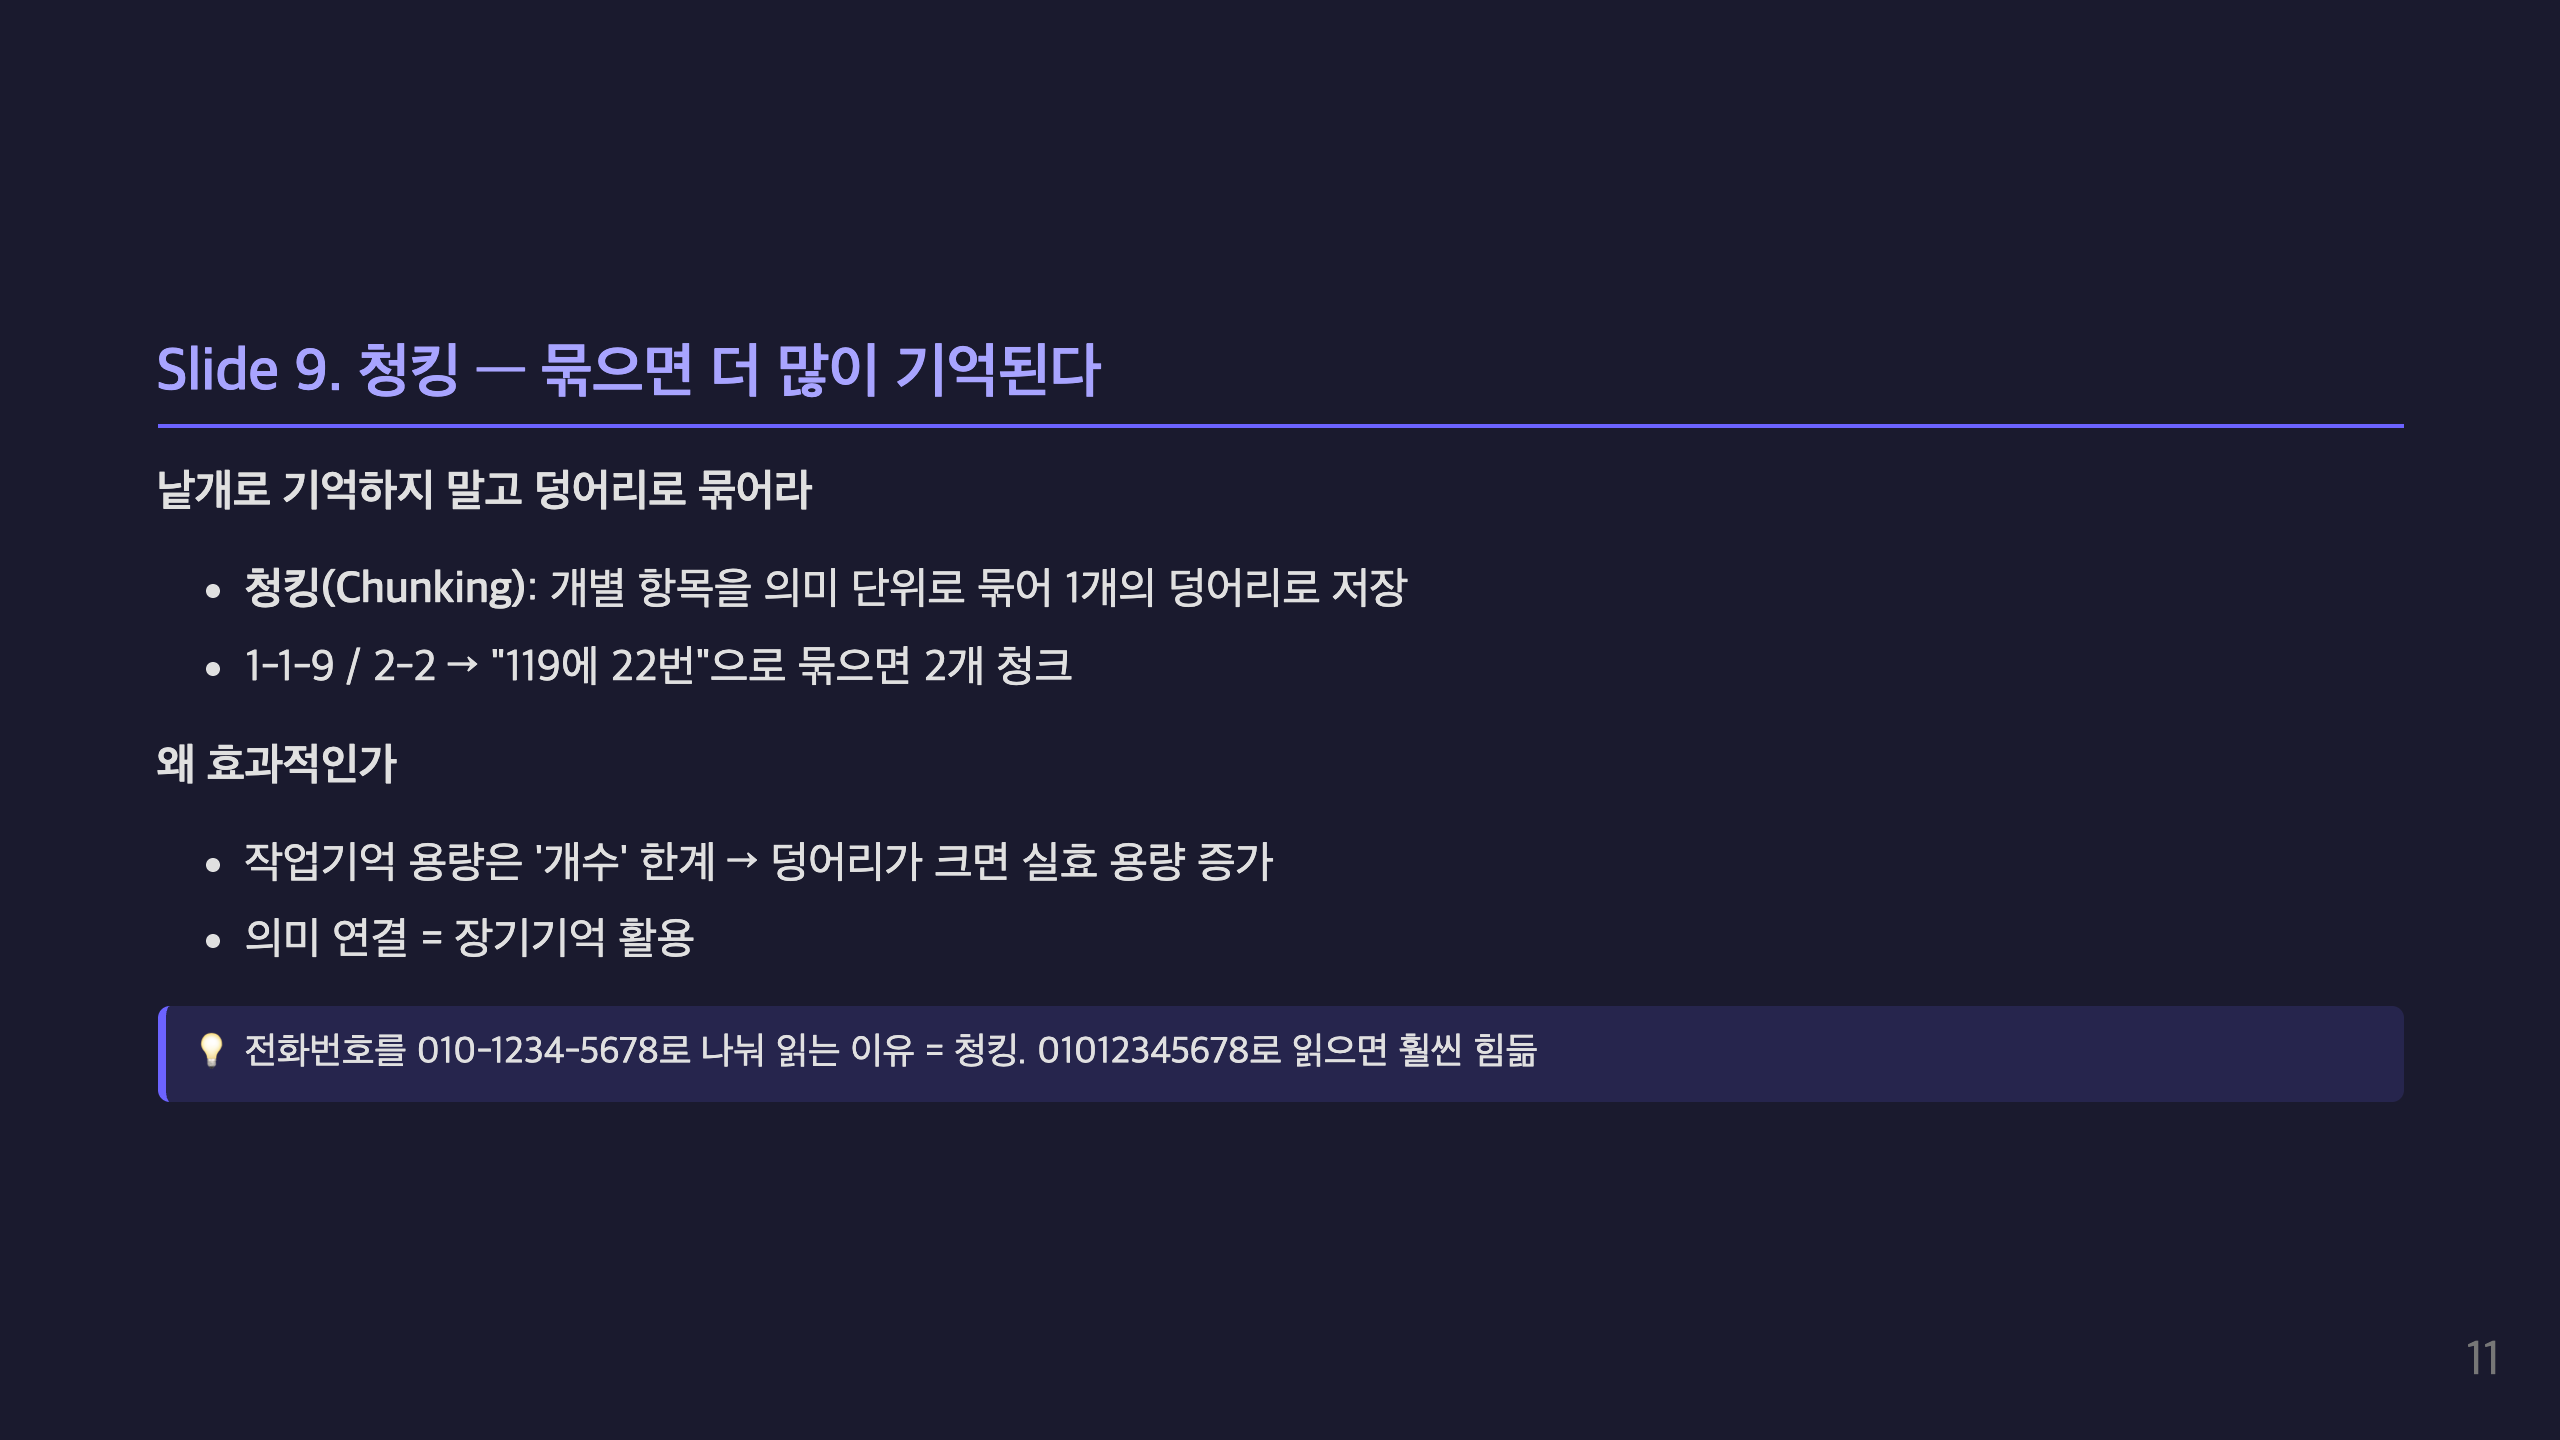 Slide 9. 청킹 — 묶으면 더 많이 기억된다
낱개로 기억하지 말고 덩어리로 묶어라
• 청킹(Chunking): 개별 항목을 의미 단위로 묶어 1개의 덩어리로 저장
• 1-1-9 / 2-2 → "119에 22번"으로 묶으면 2개 청크
왜 효과적인가
• 작업기억 용량은 '개수' 한계 → 덩어리가 크면 실효 용량 증가
• 의미 연결 = 장기기억 활용
💡 전화번호를 010-1234-5678로 나눠 읽는 이유 = 청킹. 01012345678로 읽으면 훨씬 힘듦
11